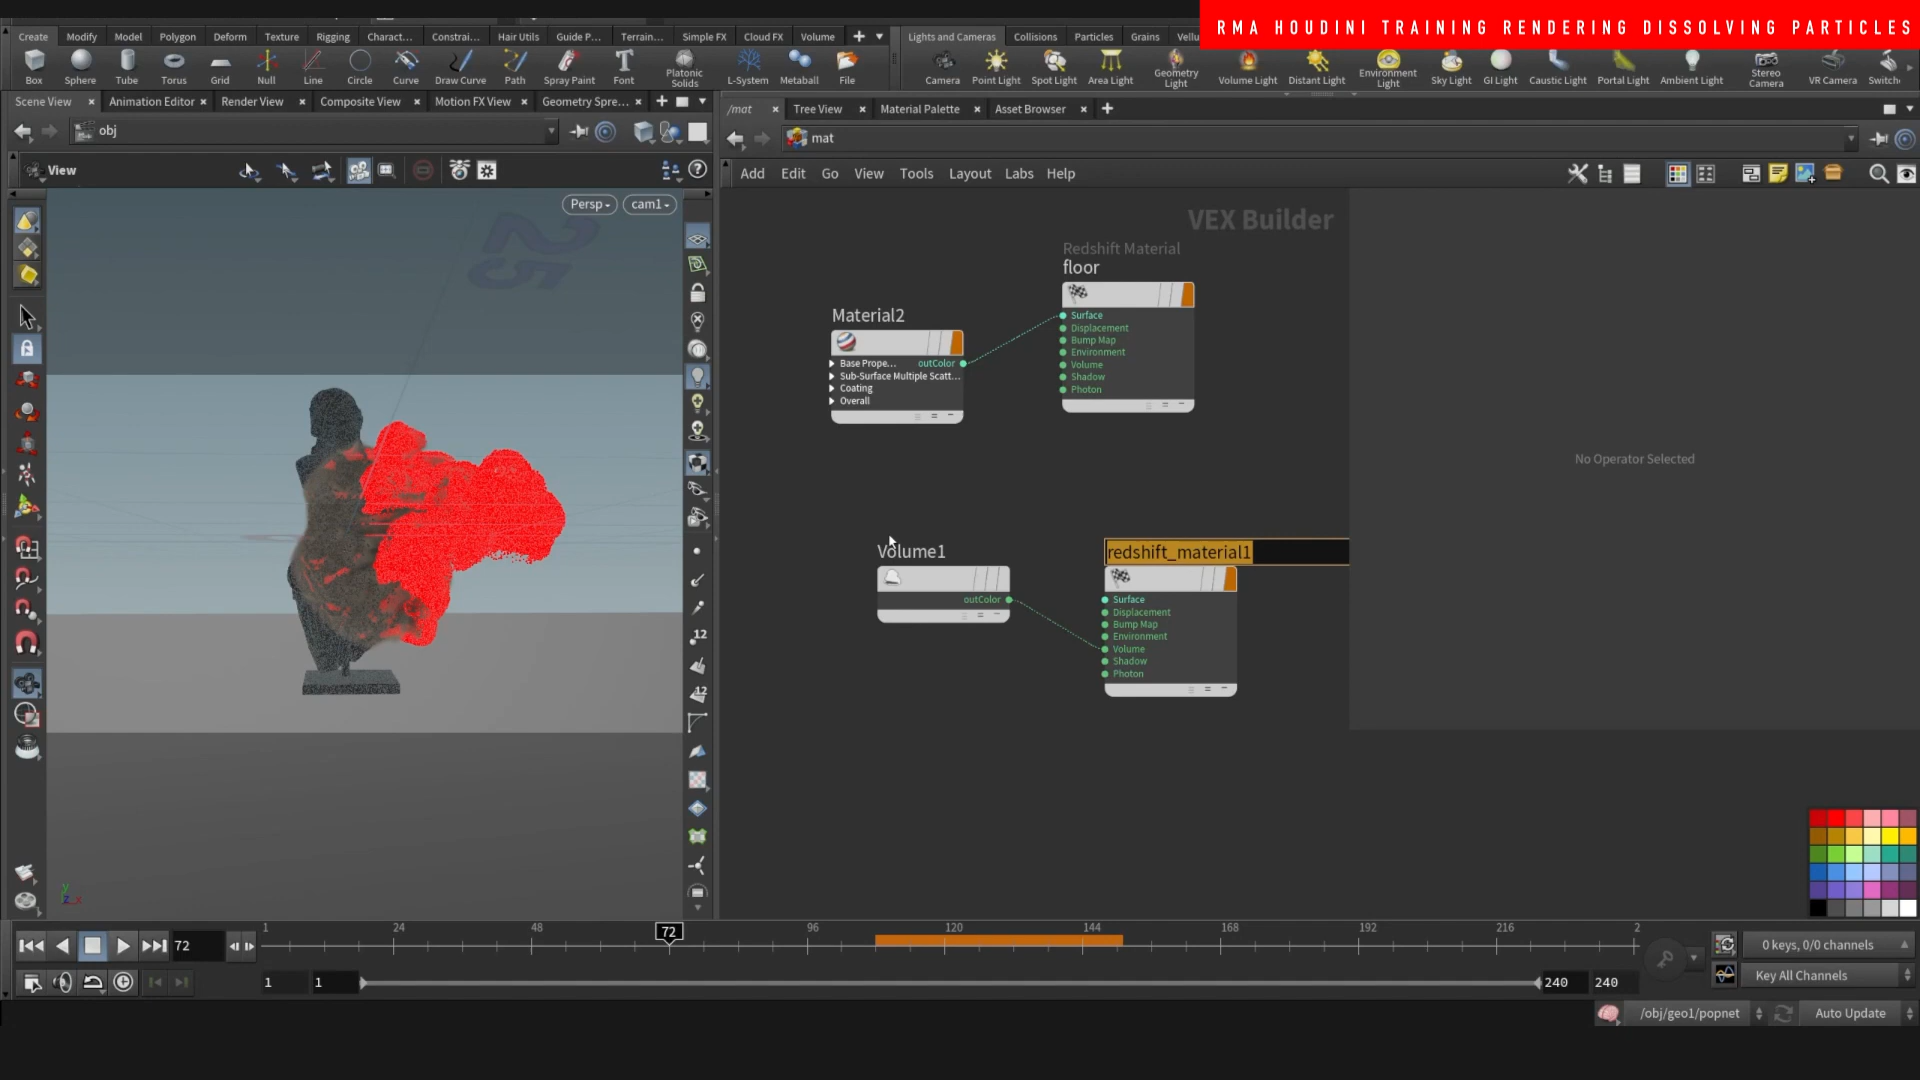 RMA HOUDINI TRAINING RENDERING DISSOLVING PARTICLES
Create Modify Model Polygon Deform Texture Rigging Charact... Constrai... Hair Utils Guide P... Terrain... Simple FX Cloud FX Volume
Lights and Cameras Collisions Particles Grains Vellu
Box Sphere Tube Torus Grid Null Line Circle Curve Draw Curve Path Spray Paint Font Platonic Solids L-System Metaball File
Camera Point Light Spot Light Area Light Geometry Light Volume Light Distant Light Environment Light Sky Light GI Light Caustic Light Portal Light Ambient Light Stereo Camera VR Camera Switch
Scene View Animation Editor Render View Composite View Motion FX View Geometry Spre...
/mat Tree View Material Palette Asset Browser
obj
mat
View
Add Edit Go View Tools Layout Labs Help
Persp cam1
25
VEX Builder
Redshift Material
floor
Surface
Displacement
Bump Map
Environment
Volume
Shadow
Photon
Material2
Base Prope... outColor
Sub-Surface Multiple Scatt...
Coating
Overall
No Operator Selected
Volume1
outColor
redshift_material1
Surface
Displacement
Bump Map
Environment
Volume
Shadow
Photon
12
12
y
z x
72
1 24 48 72 96 120 144 168 192 216 2
0 keys, 0/0 channels
1 1 240 240
Key All Channels
/obj/geo1/popnet Auto Update